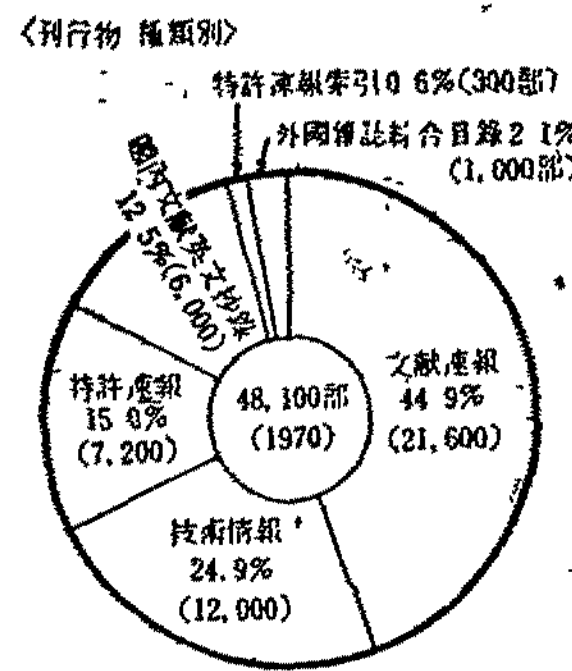 〈刊行物 種類別〉
特許速報索引0 6%(300部)
外國雜誌綜合目錄2 1%
(1,000部)
國內文獻英文抄錄
12 5%(6,000)
文献速報
44 9%
(21,600)
特許速報
15 0%
(7,200)
48,100部
(1970)
技術情報
24.9%
(12,000)